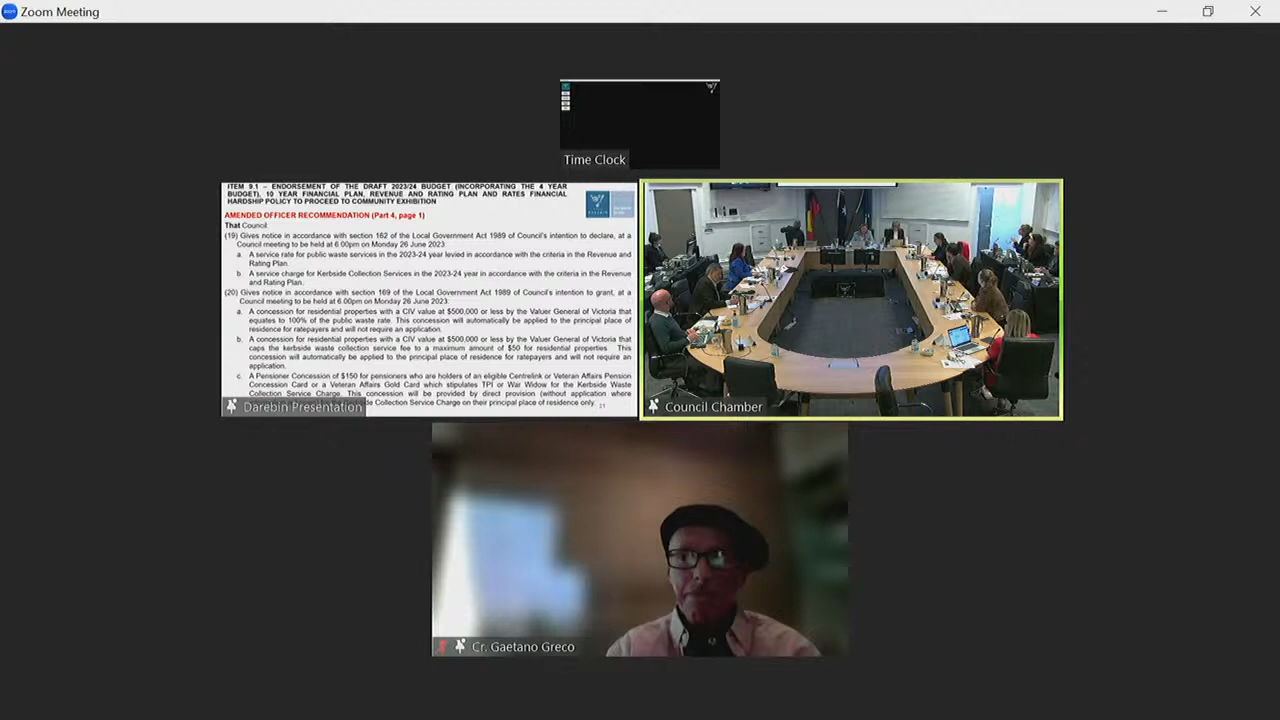 Zoom Meeting
Time Clock
ITEM 9.1 – ENDORSEMENT OF THE DRAFT 2023/24 BUDGET (INCORPORATING THE 4 YEAR
BUDGET), 10 YEAR FINANCIAL PLAN, REVENUE AND RATING PLAN AND RATES FINANCIAL
HARDSHIP POLICY TO PROCEED TO COMMUNITY EXHIBITION
AMENDED OFFICER RECOMMENDATION (Part 4, page 1)
That Council:
(19) Gives notice in accordance with section 162 of the Local Government Act 1989 of Council's intention to declare, at a
Council meeting to be held at 6.00pm on Monday 26 June 2023:
a. A service rate for public waste services in the 2023-24 year levied in accordance with the criteria in the Revenue and
Rating Plan.
b. A service charge for Kerbside Collection Services in the 2023-24 year in accordance with the criteria in the Revenue
and Rating Plan.
(20) Gives notice in accordance with section 169 of the Local Government Act 1989 of Council's intention to grant, at a
Council meeting to be held at 6.00pm on Monday 26 June 2023:
a. A concession for residential properties with a CIV value at $500,000 or less by the Valuer General of Victoria that
equates to 100% of the public waste rate. This concession will automatically be applied to the principal place of
residence for ratepayers and will not require an application.
b. A concession for residential properties with a CIV value at $500,000 or less by the Valuer General of Victoria that
caps the kerbside waste collection service fee to a maximum amount of $50 for residential properties. This
concession will automatically be applied to the principal place of residence for ratepayers and will not require an
application.
c. A Pensioner Concession of $150 for pensioners who are holders of an eligible Centrelink or Veteran Affairs Pension
Concession Card or a Veteran Affairs Gold Card which stipulates TPI or War Widow for the Kerbside Waste
Collection Service Charge. This concession will be provided by direct provision (without application where
Collection Service Charge on their principal place of residence only.
21
Darebin Presentation
Council Chamber
Cr. Gaetano Greco